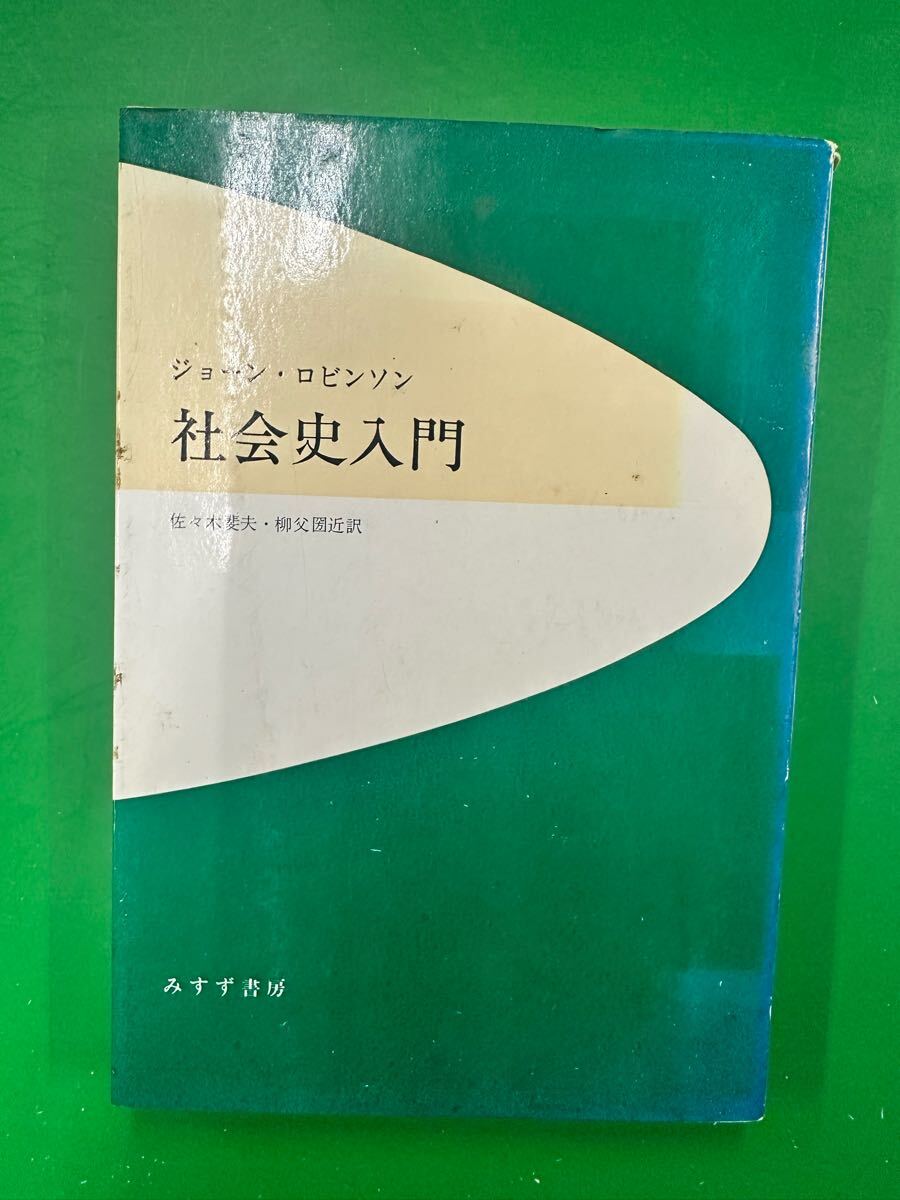 ジョーン・ロビンソン
社会史入門
佐々木斐夫・柳父圀近訳
みすず書房